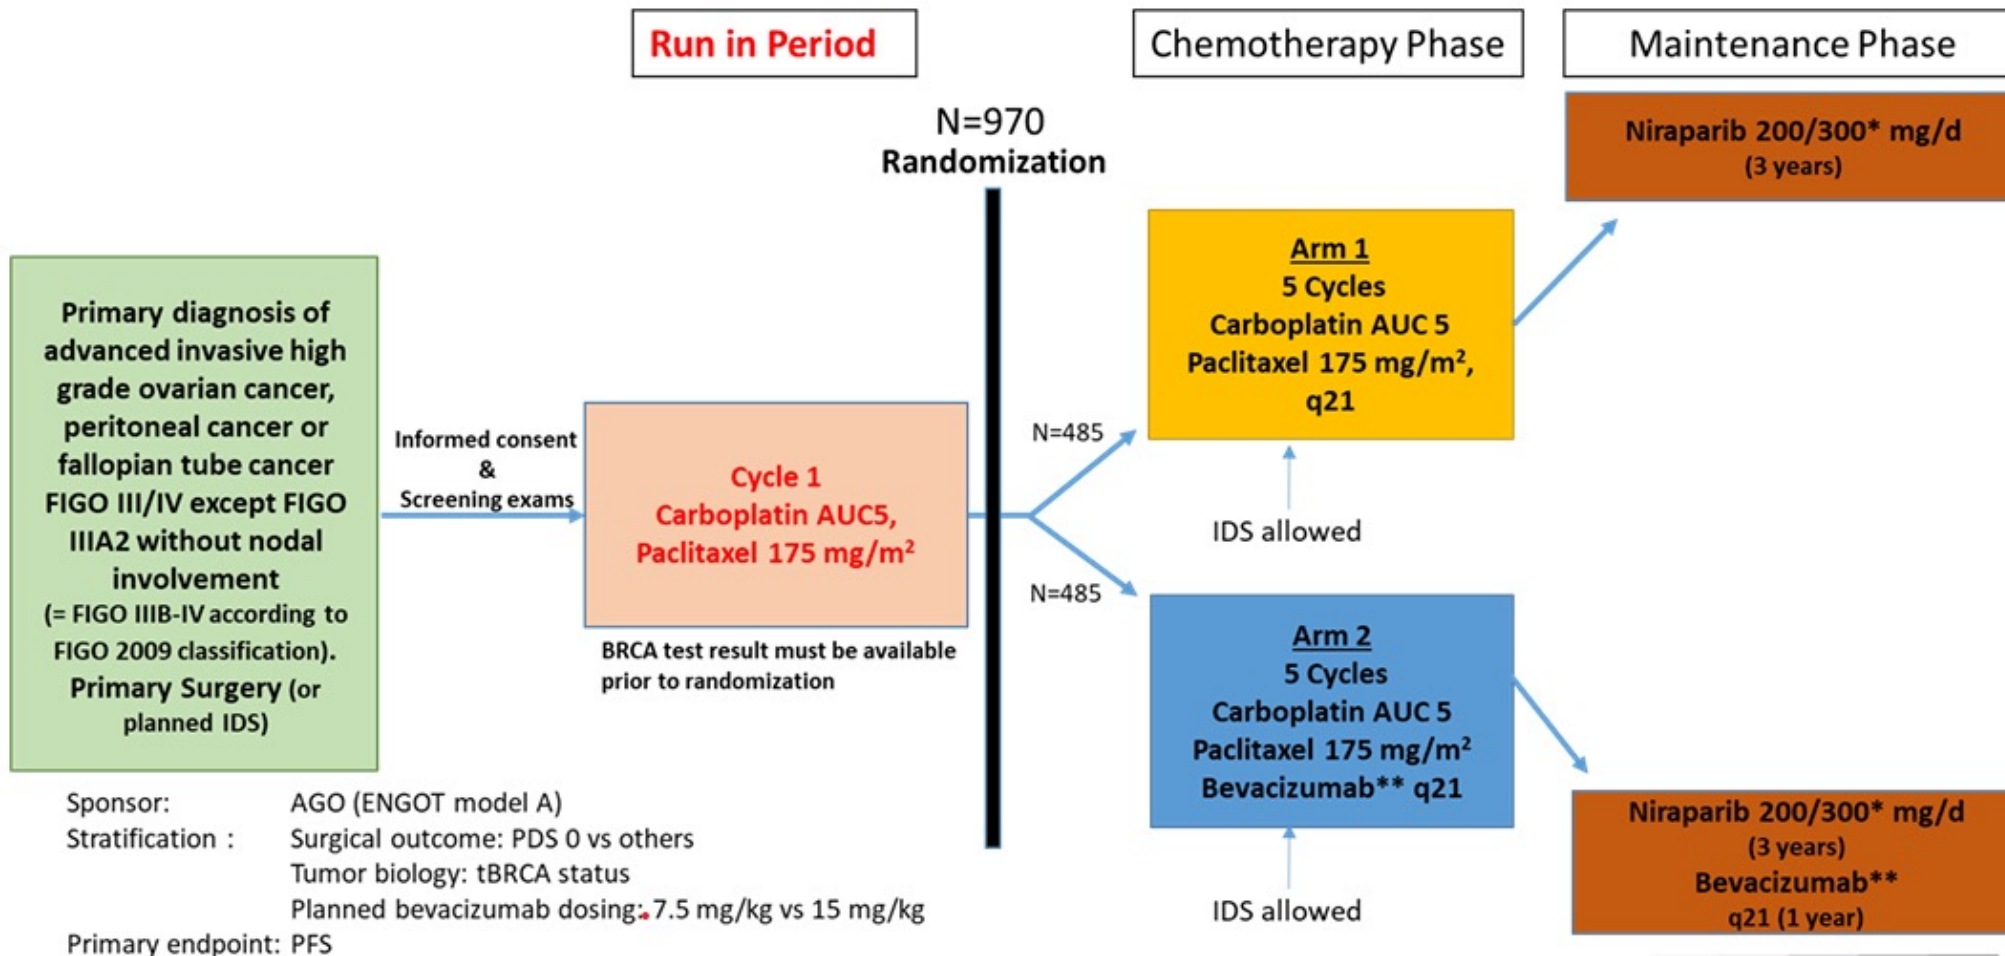 Run in Period
Chemotherapy Phase
Maintenance Phase
N=970
Randomization
Primary diagnosis of
advanced invasive high
grade ovarian cancer,
peritoneal cancer or
fallopian tube cancer
FIGO III/IV except FIGO
IIIA2 without nodal
involvement
(= FIGO IIIB-IV according to
FIGO 2009 classification).
Primary Surgery (or
planned IDS)
Informed consent
&
Screening exams
Cycle 1
Carboplatin AUC5,
Paclitaxel 175 mg/m²
BRCA test result must be available
prior to randomization
N=485
N=485
Arm 1
5 Cycles
Carboplatin AUC 5
Paclitaxel 175 mg/m²,
q21
IDS allowed
Arm 2
5 Cycles
Carboplatin AUC 5
Paclitaxel 175 mg/m²
Bevacizumab** q21
IDS allowed
Niraparib 200/300* mg/d
(3 years)
Niraparib 200/300* mg/d
(3 years)
Bevacizumab**
q21 (1 year)
Sponsor: AGO (ENGOT model A)
Stratification : Surgical outcome: PDS 0 vs others
Tumor biology: tBRCA status
Planned bevacizumab dosing: 7.5 mg/kg vs 15 mg/kg
Primary endpoint: PFS